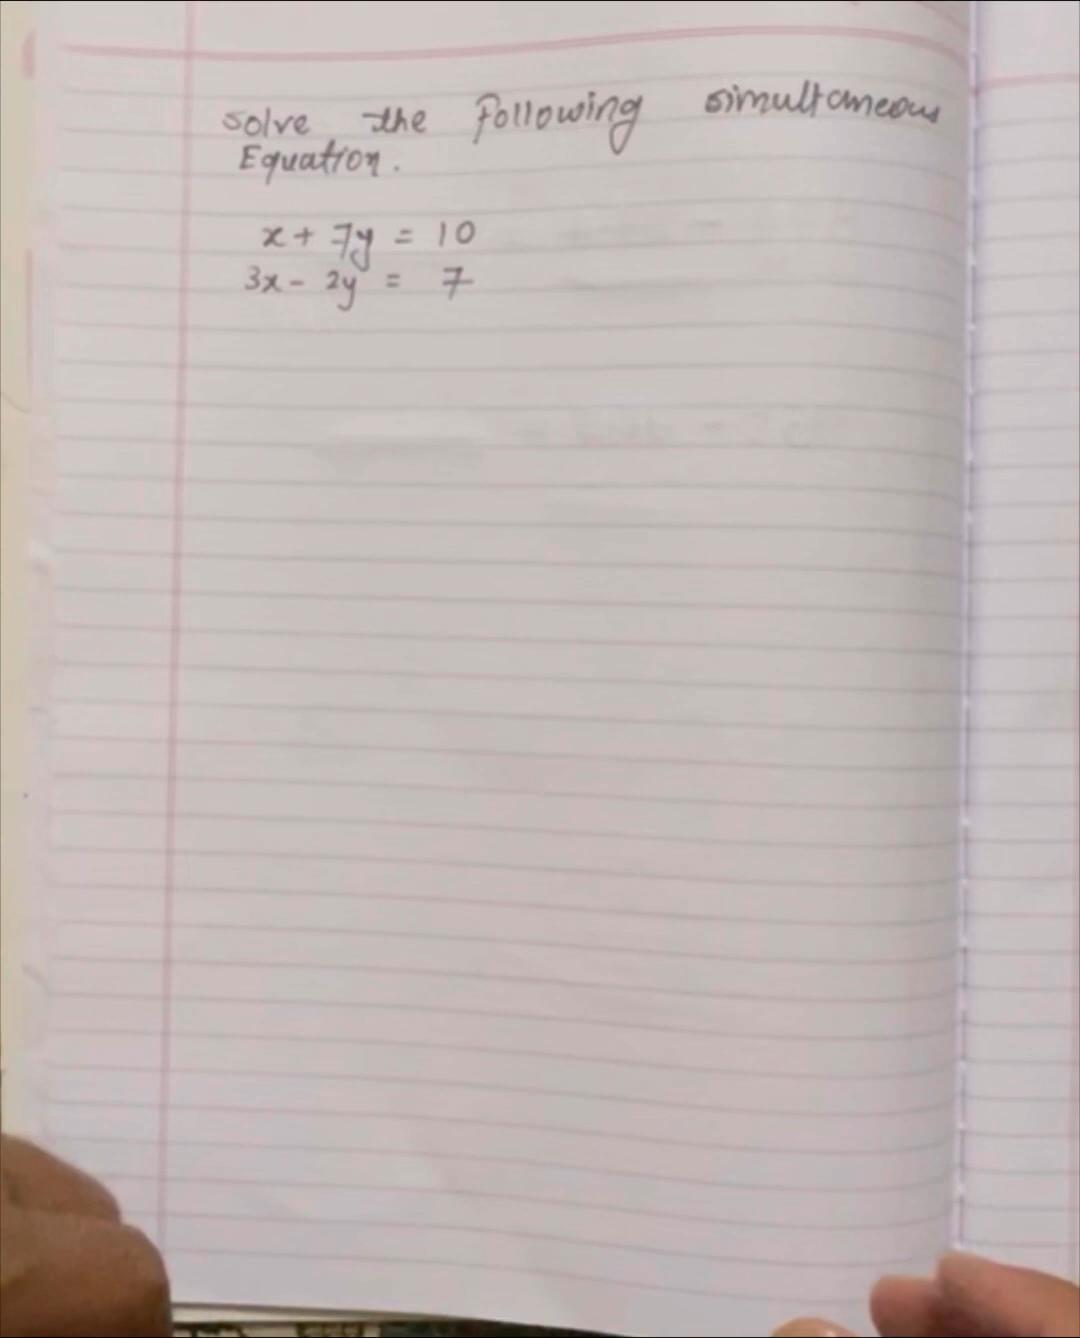 solve the following simultaneous
Equation.
x + 7y = 10
3x - 2y = 7